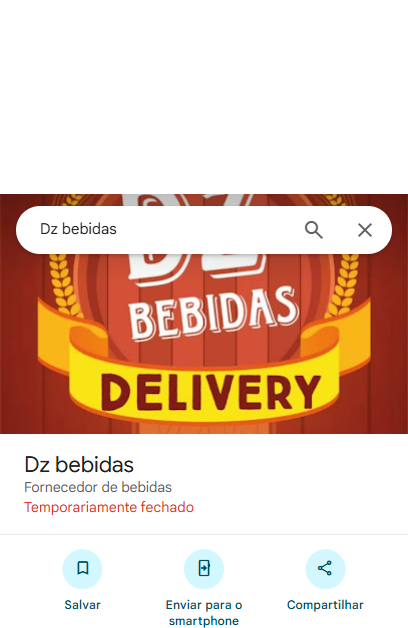 DZ
Dz bebidas
BEBIDAS
DELIVERY
Dz bebidas
Fornecedor de bebidas
Temporariamente fechado
Salvar
Enviar para o
smartphone
Compartilhar